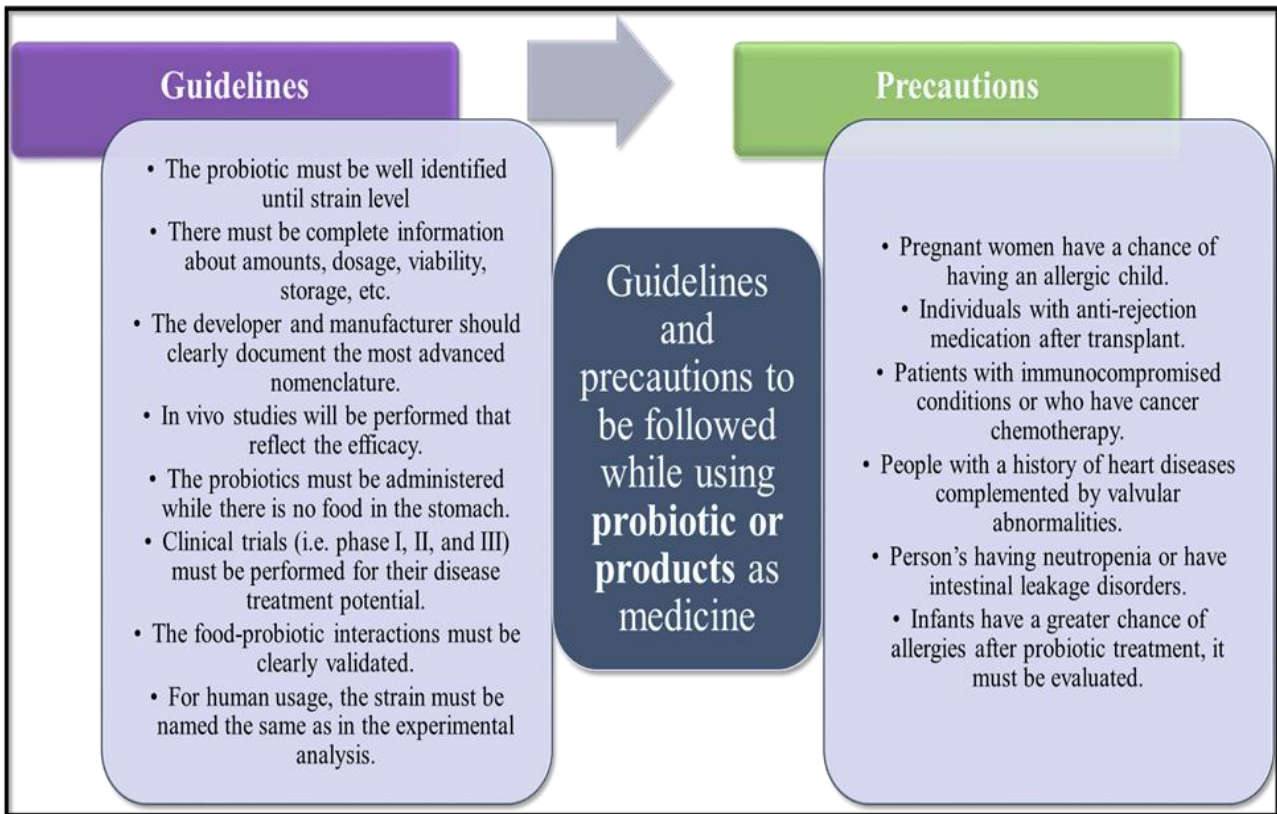 Guidelines
• The probiotic must be well identified
until strain level
• There must be complete information
about amounts, dosage, viability,
storage, etc.
• The developer and manufacturer should
clearly document the most advanced
nomenclature.
• In vivo studies will be performed that
reflect the efficacy.
• The probiotics must be administered
while there is no food in the stomach.
• Clinical trials (i.e. phase I, II, and III)
must be performed for their disease
treatment potential.
• The food-probiotic interactions must be
clearly validated.
• For human usage, the strain must be
named the same as in the experimental
analysis.
Guidelines
and
precautions to
be followed
while using
probiotic or
products as
medicine
Precautions
• Pregnant women have a chance of
having an allergic child.
• Individuals with anti-rejection
medication after transplant.
• Patients with immunocompromised
conditions or who have cancer
chemotherapy.
• People with a history of heart diseases
complemented by valvular
abnormalities.
• Person’s having neutropenia or have
intestinal leakage disorders.
• Infants have a greater chance of
allergies after probiotic treatment, it
must be evaluated.